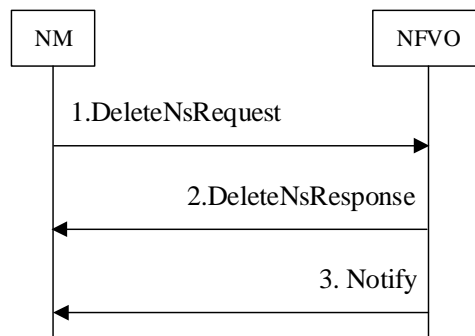 NM
NFVO
1.DeleteNsRequest
2.DeleteNsResponse
3. Notify